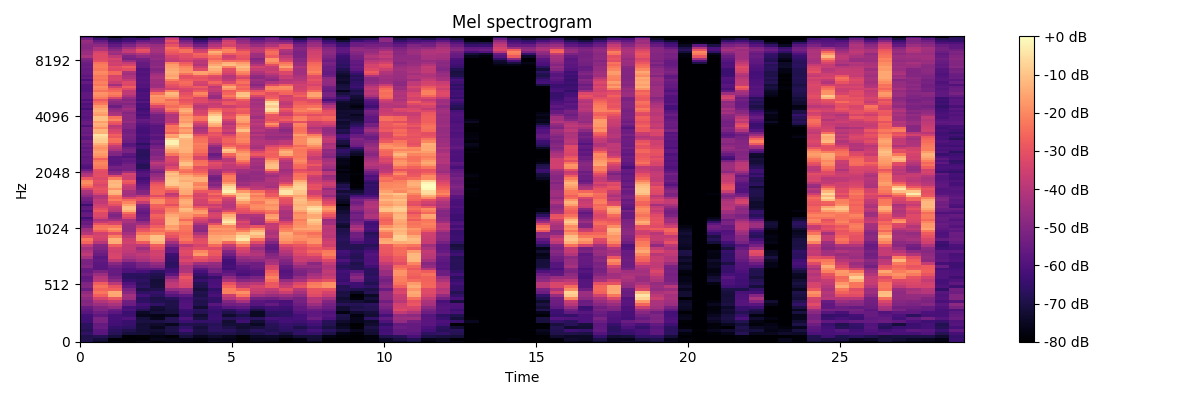 Mel spectrogram
8192
4096
2048
1024
512
0
Hz
0 5 10 15 20 25
Time
+0 dB
-10 dB
-20 dB
-30 dB
-40 dB
-50 dB
-60 dB
-70 dB
-80 dB